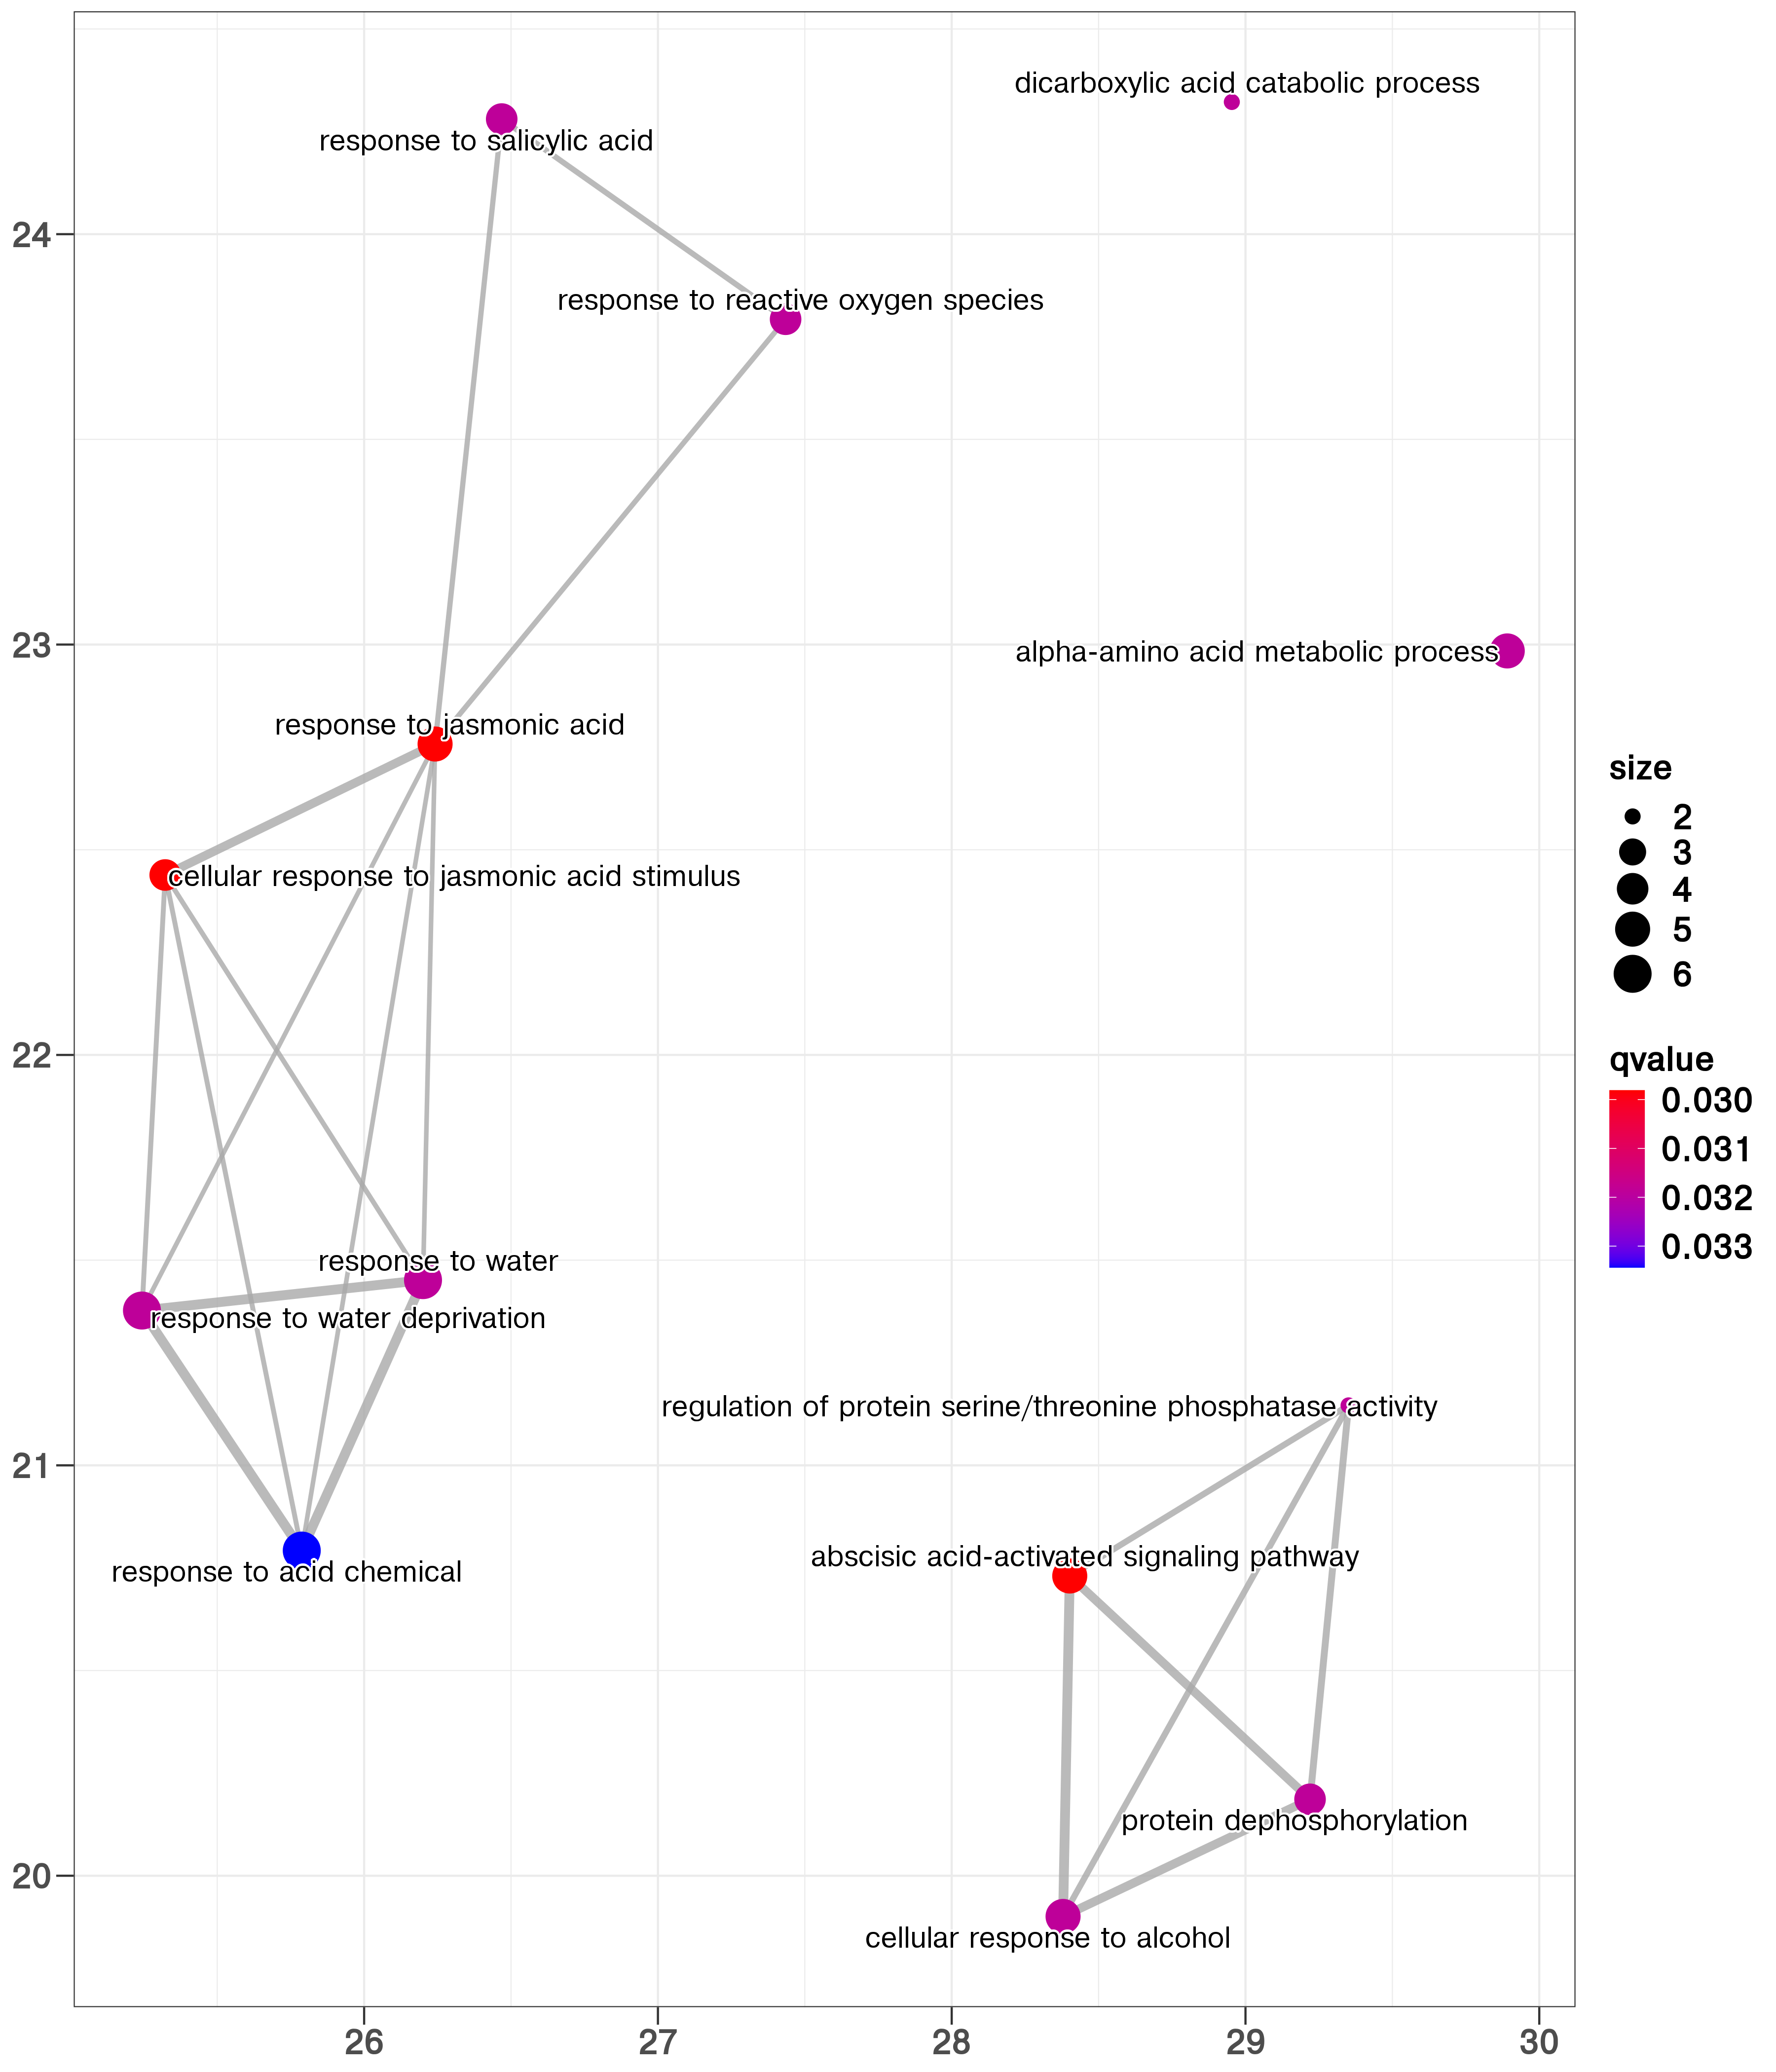 dicarboxylic acid catabolic process
response to salicylic acid
24
response to reactive oxygen species
23
alpha-amino acid metabolic process
response to jasmonic acid
cellular response to jasmonic acid stimulus
22
response to water
response to water deprivation
regulation of protein serine/threonine phosphatase activity
21
abscisic acid-activated signaling pathway
response to acid chemical
protein dephosphorylation
20
cellular response to alcohol
26 27 28 29 30
size
2
3
4
5
6
qvalue
0.030
0.031
0.032
0.033